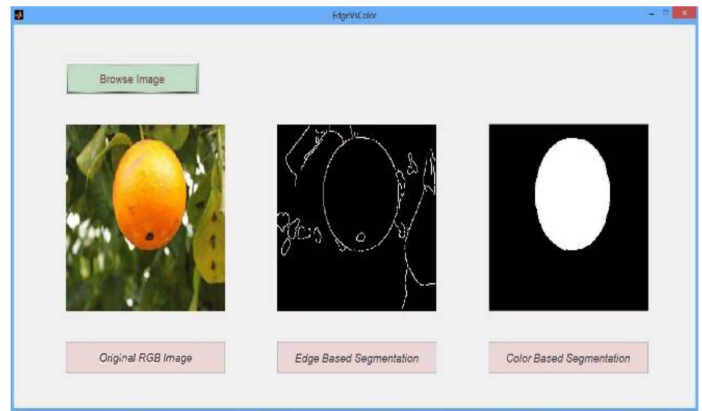 EdgeVsColor
Browse Image
Original RGB Image
Edge Based Segmentation
Color Based Segmentation